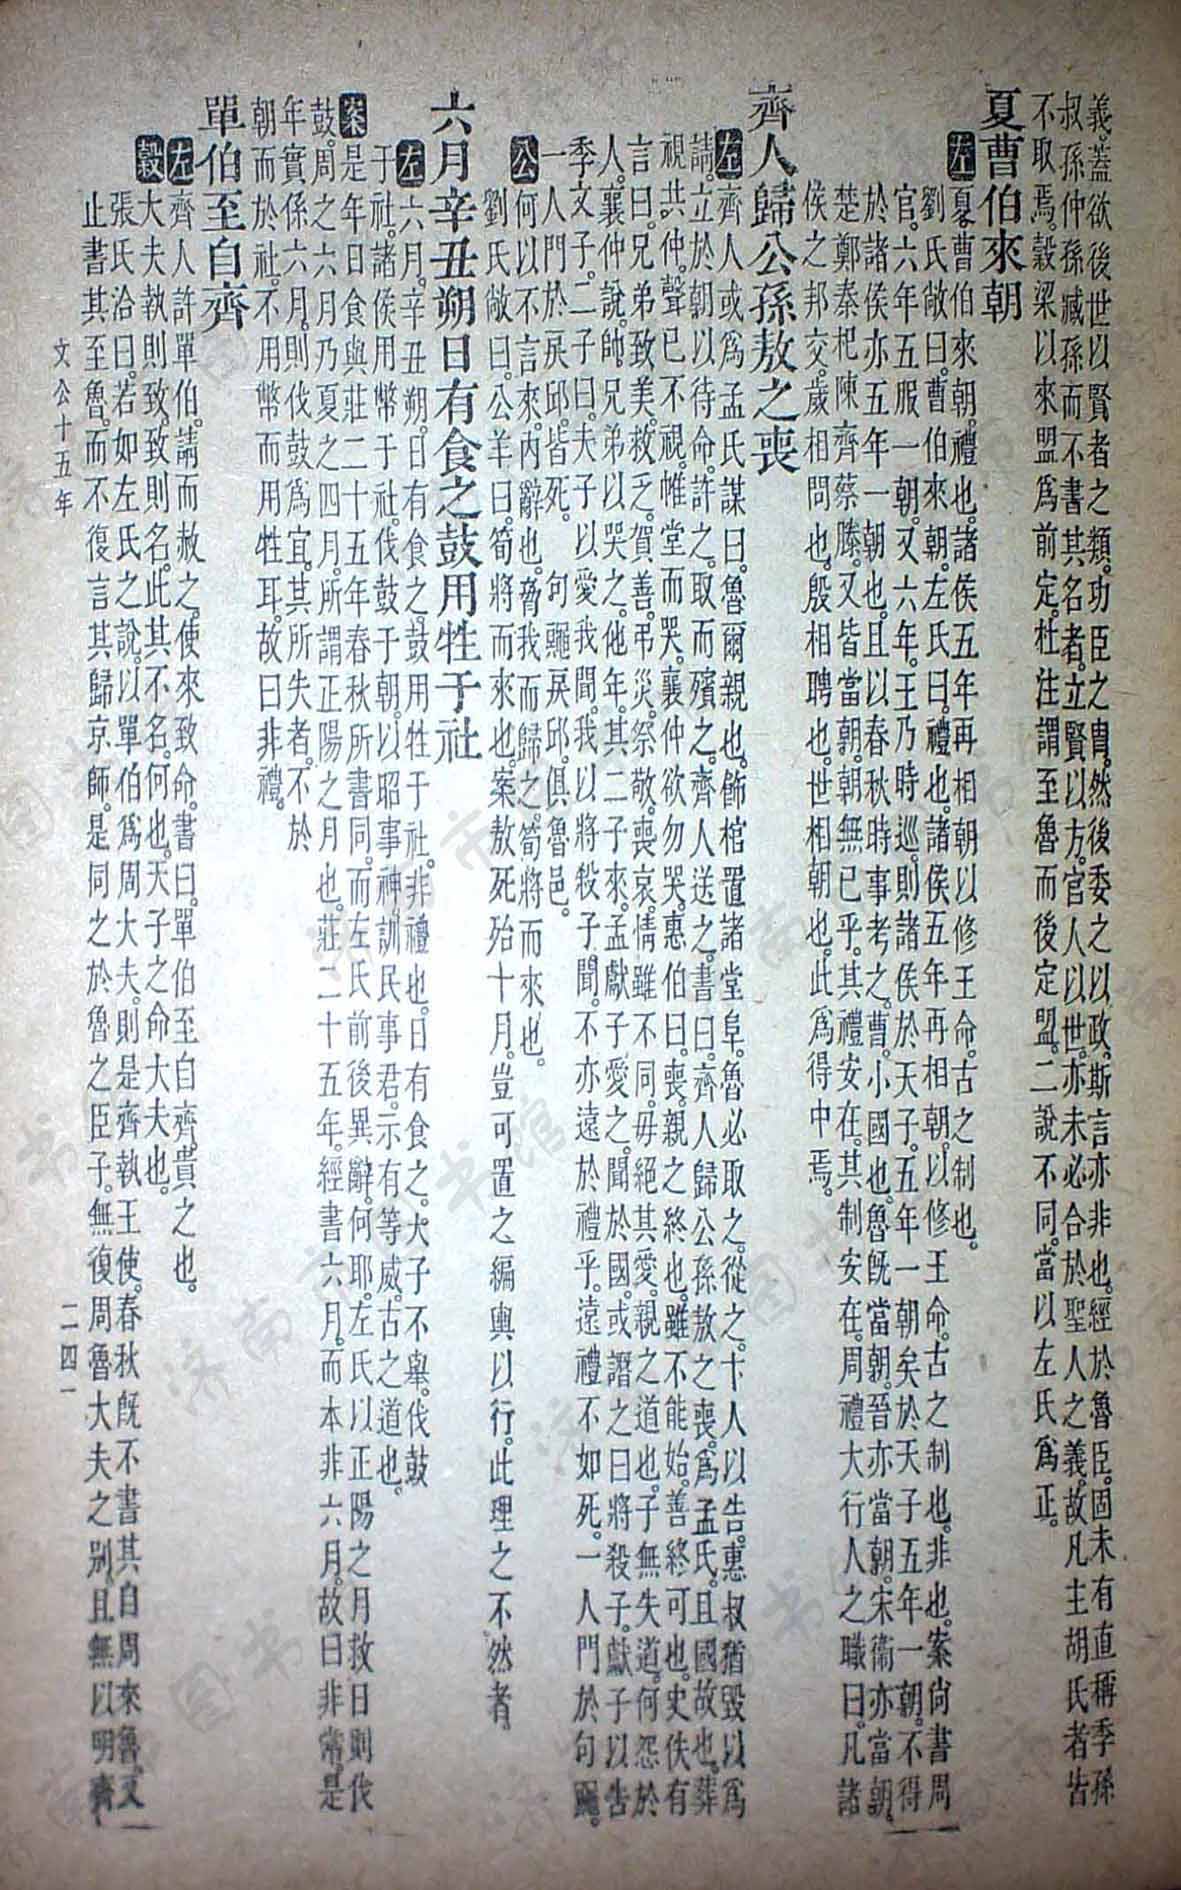 義蓋欲後世以賢者之類功臣之胄然後委之以政斯言亦非也經於魯臣固未有直稱季孫
叔孫仲孫臧孫而不書其名者立賢以方官人以世亦未必合於聖人之義故凡主胡氏者皆
不取焉穀梁以來盟爲前定杜注謂至魯而後定盟二說不同當以左氏爲正。
夏曹伯來朝
左夏。曹伯來朝。禮也。諸侯五年再相朝以修王命。古之制也。
劉氏敞曰。曹伯來朝。左氏曰。禮也。諸侯五年再相朝。以修王命。古之制也。非也。案尙書周
官。六年五服一朝。又六年。王乃時巡。則諸侯於天子。五年一朝矣於天子五年一朝。不得
於諸侯亦五年一朝也。且以春秋時事考之。曹。小國也。魯旣當朝。晉亦當朝。宋衞亦當朝。
楚鄭秦杞陳齊蔡滕。又皆當朝。朝無已乎。其禮安在。其制安在。周禮大行人之職曰。凡諸
侯之邦交。歲相問也。殷相聘也。世相朝也。此爲得中焉。
齊人歸公孫敖之喪
左齊人或爲孟氏謀曰。魯爾親也。飾棺置諸堂阜。魯必取之。從之。卞人以告。惠叔猶毀以爲
請。立於朝以待命。許之。取而殯之。齊人送之。書曰。齊人歸公孫敖之喪。爲孟氏。且國故也。葬
視共仲。聲已不視。帷堂而哭。襄仲欲勿哭。惠伯曰。喪。親之終也。雖不能始。善終可也。史佚有
言曰。兄弟致美。救乏。賀善。弔災。祭敬。喪哀。情雖不同。毋絕其愛。親之道也。子無失道。何怨於
人。襄仲說。帥兄弟以哭之。他年。其二子來。孟獻子愛之。聞於國。或譖之曰。將殺子。獻子以告
季文子。二子曰。夫子以愛我聞。我以將殺子聞。不亦遠於禮乎。遠禮不如死。一人門於句鼆。
一人門於戾邱。皆死。句鼆戾邱。俱魯邑。
公何以不言來。內辭也。脅我而歸之。筍將而來也。
劉氏敞曰。公羊曰。筍將而來也。案敖死殆十月。豈可置之編輿以行。此理之不然者。
六月辛丑朔日有食之鼓用牲于社
左六月。辛丑朔。日有食之。鼓用牲于社。非禮也。日有食之。天子不舉。伐鼓
于社。諸侯用幣于社。伐鼓于朝。以昭事神。訓民事君。示有等威。古之道也。
案是年日食與莊二十五年春秋所書同。而左氏前後異辭。何耶。左氏以正陽之月救日則伐
鼓。周之六月。乃夏之四月。所謂正陽之月也。莊二十五年。經書六月。而本非六月。故曰非常。是
年實係六月。則伐鼓爲宜。其所失者。不於
朝而於社。不用幣而用牲耳。故曰非禮。
單伯至自齊
左齊人許單伯。請而赦之。使來致命。書曰。單伯至自齊。貴之也。
穀大夫執則致。致則名。此其不名。何也。天子之命大夫也。
張氏洽曰。若如左氏之說。以單伯爲周大夫。則是齊執王使。春秋旣不書其自周來魯。又
止書其至魯。而不復言其歸京師。是同之於魯之臣子。無復周魯大夫之別。且無以明齊
文公十五年
二四一